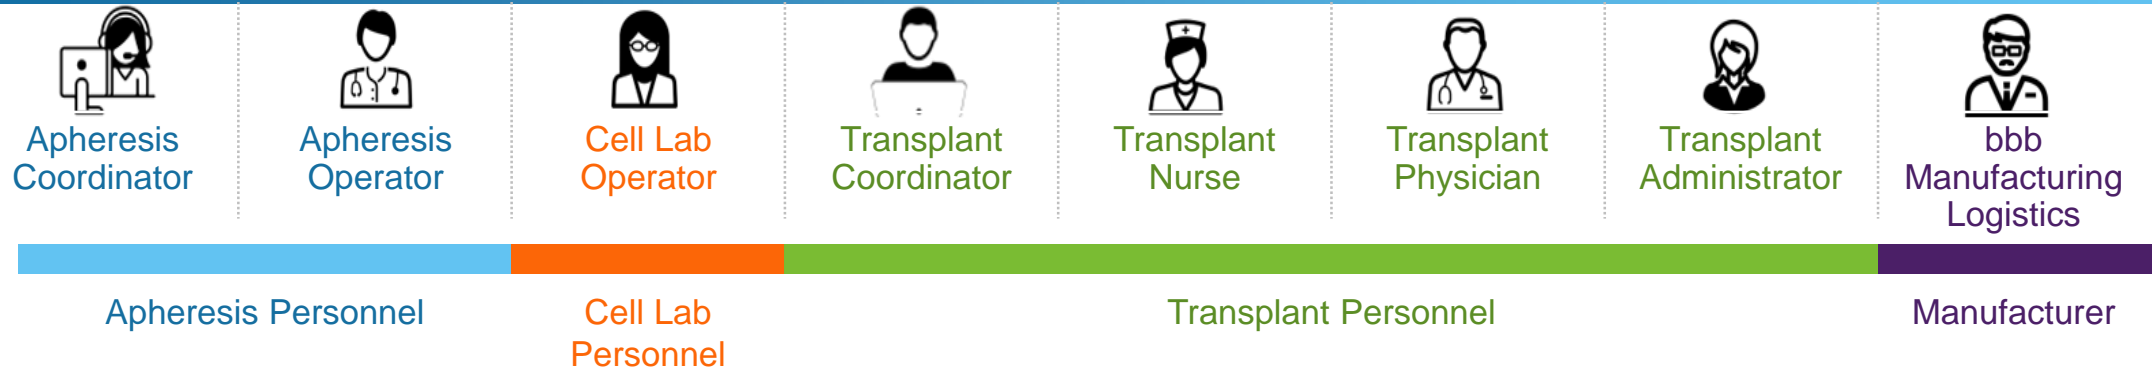 Apheresis
Coordinator
Apheresis
Operator
Cell Lab
Operator
Transplant
Coordinator
Transplant
Nurse
Transplant
Physician
Transplant
Administrator
bbb
Manufacturing
Logistics
Apheresis Personnel
Cell Lab
Personnel
Transplant Personnel
Manufacturer